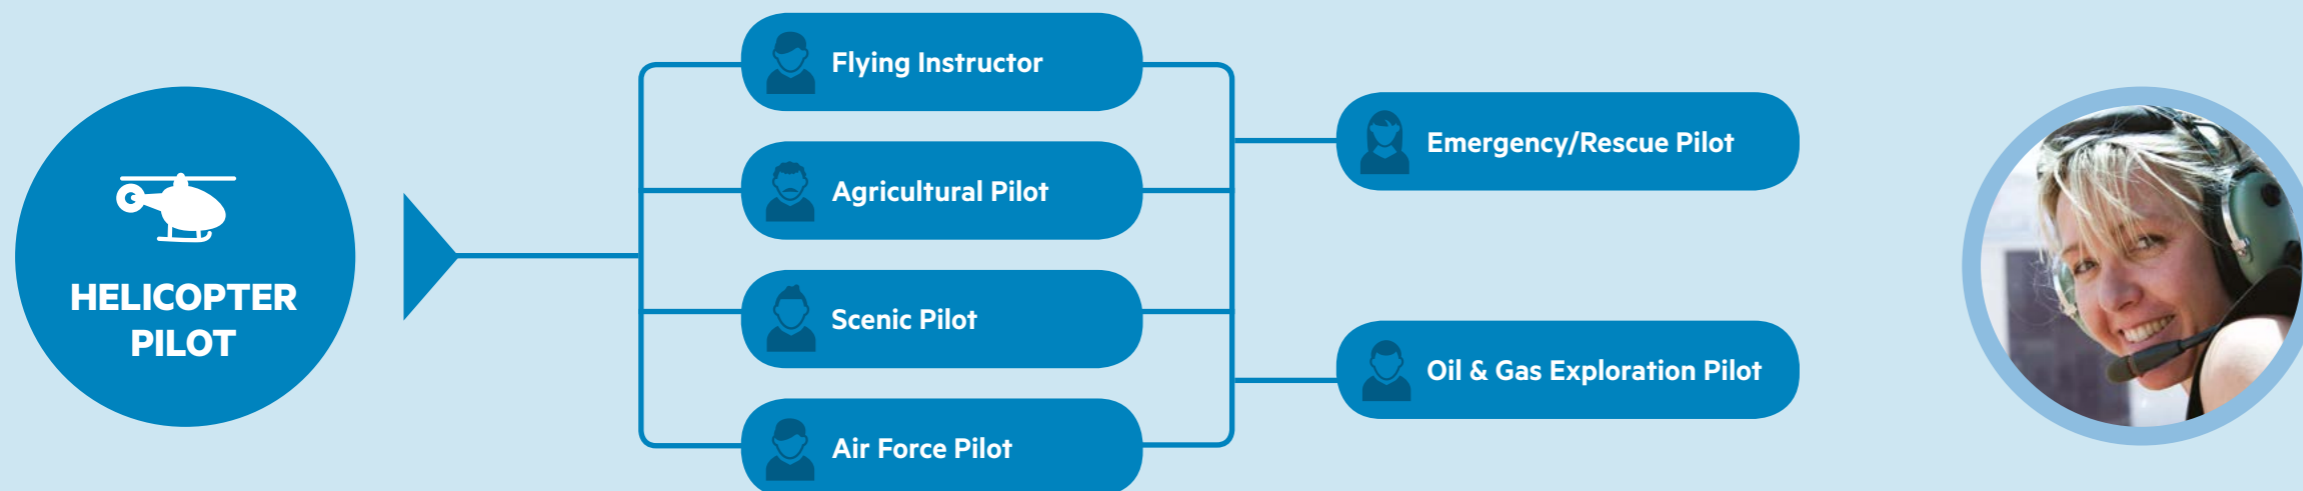 HELICOPTER
PILOT
Flying Instructor
Agricultural Pilot
Scenic Pilot
Air Force Pilot
Emergency/Rescue Pilot
Oil & Gas Exploration Pilot